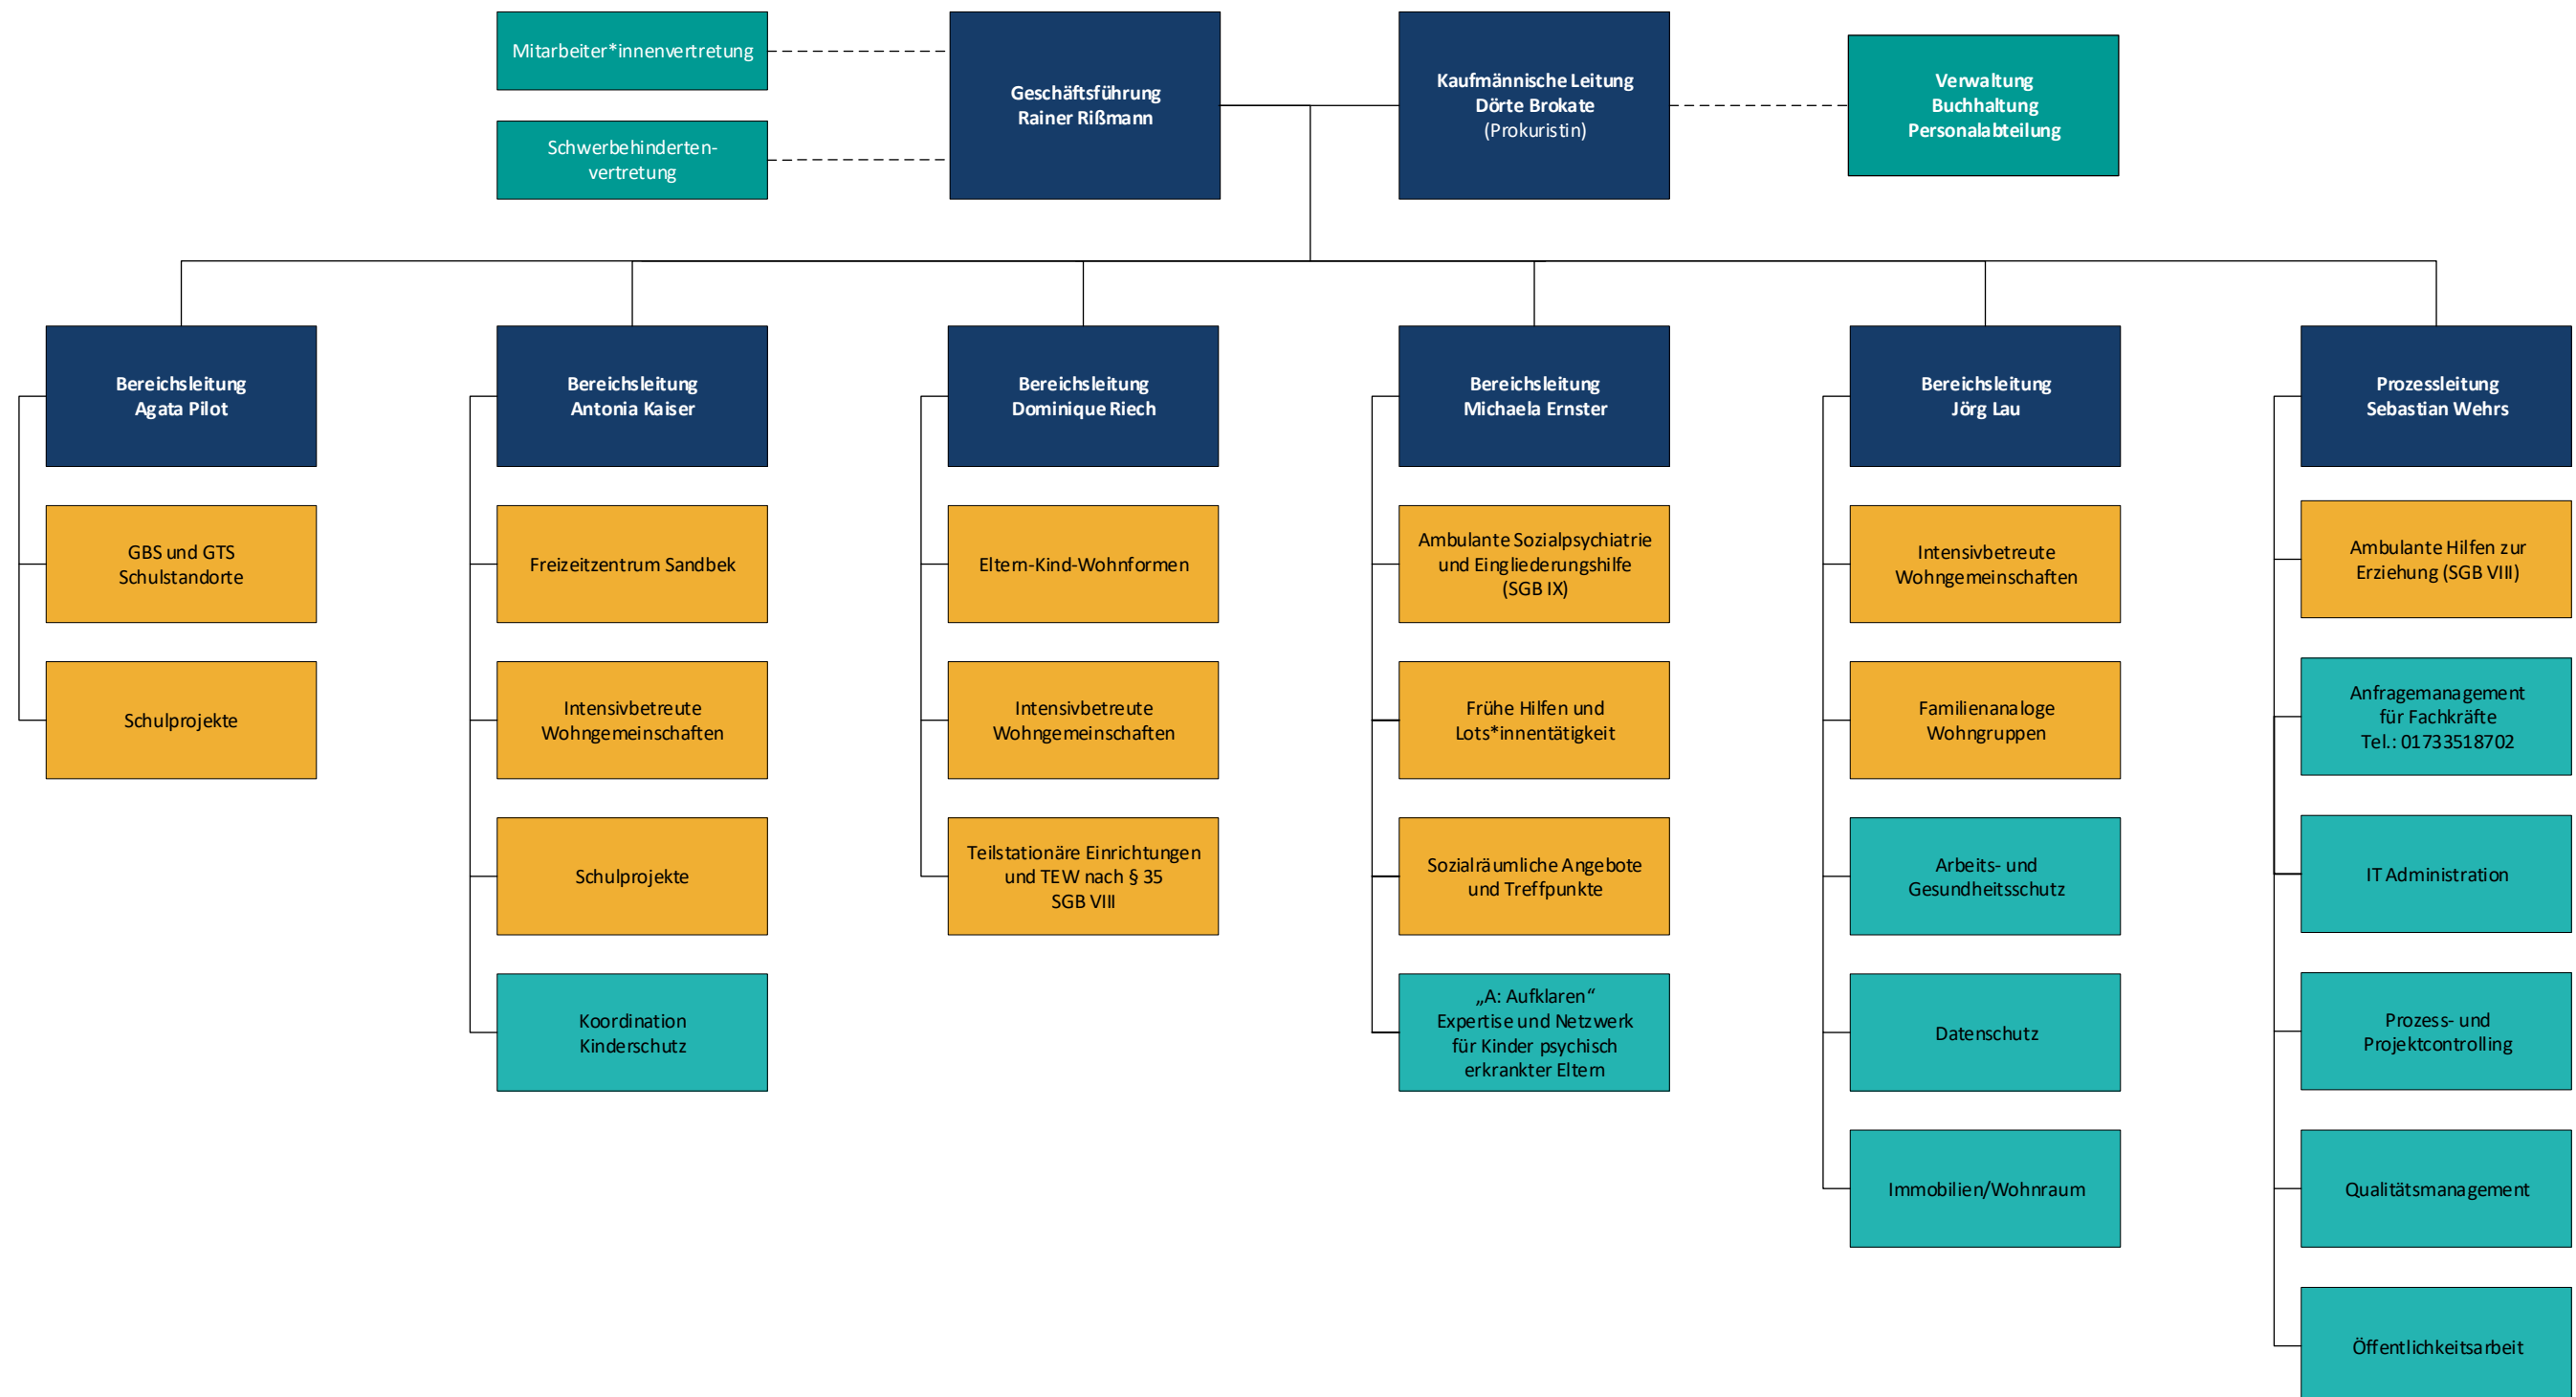 Mitarbeiter*innenvertretung
Schwerbehinderten-
vertretung
Geschäftsführung
Rainer Rißmann
Kaufmännische Leitung
Dörte Brokate
(Prokuristin)
Verwaltung
Buchhaltung
Personalabteilung
Bereichsleitung
Agata Pilot
GBS und GTS
Schulstandorte
Schulprojekte
Bereichsleitung
Antonia Kaiser
Freizeitzentrum Sandbek
Intensivbetreute
Wohngemeinschaften
Schulprojekte
Koordination
Kinderschutz
Bereichsleitung
Dominique Riech
Eltern-Kind-Wohnformen
Intensivbetreute
Wohngemeinschaften
Teilstationäre Einrichtungen
und TEW nach § 35
SGB VIII
Bereichsleitung
Michaela Ernster
Ambulante Sozialpsychiatrie
und Eingliederungshilfe
(SGB IX)
Frühe Hilfen und
Lots*innentätigkeit
Sozialräumliche Angebote
und Treffpunkte
„A: Aufklaren“
Expertise und Netzwerk
für Kinder psychisch
erkrankter Eltern
Bereichsleitung
Jörg Lau
Intensivbetreute
Wohngemeinschaften
Familienanaloge
Wohngruppen
Arbeits- und
Gesundheitsschutz
Datenschutz
Immobilien/Wohnraum
Prozessleitung
Sebastian Wehrs
Ambulante Hilfen zur
Erziehung (SGB VIII)
Anfragemanagement
für Fachkräfte
Tel.: 01733518702
IT Administration
Prozess- und
Projektcontrolling
Qualitätsmanagement
Öffentlichkeitsarbeit